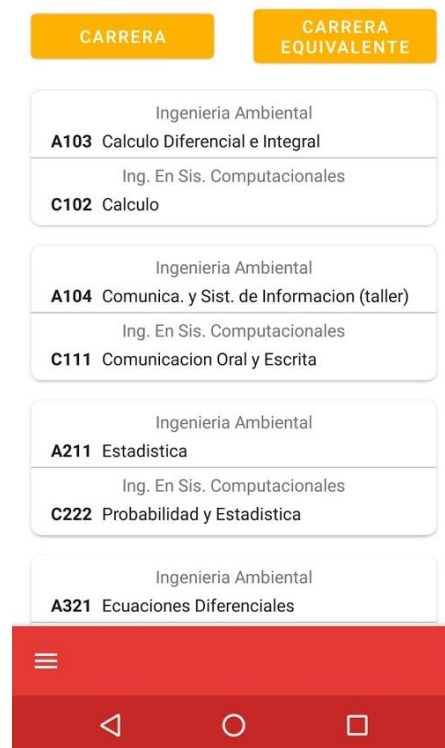 CARRERA
CARRERA
EQUIVALENTE
Ingenieria Ambiental
A103 Calculo Diferencial e Integral
Ing. En Sis. Computacionales
C102 Calculo
Ingenieria Ambiental
A104 Comunica. y Sist. de Informacion (taller)
Ing. En Sis. Computacionales
C111 Comunicacion Oral y Escrita
Ingenieria Ambiental
A211 Estadistica
Ing. En Sis. Computacionales
C222 Probabilidad y Estadistica
Ingenieria Ambiental
A321 Ecuaciones Diferenciales